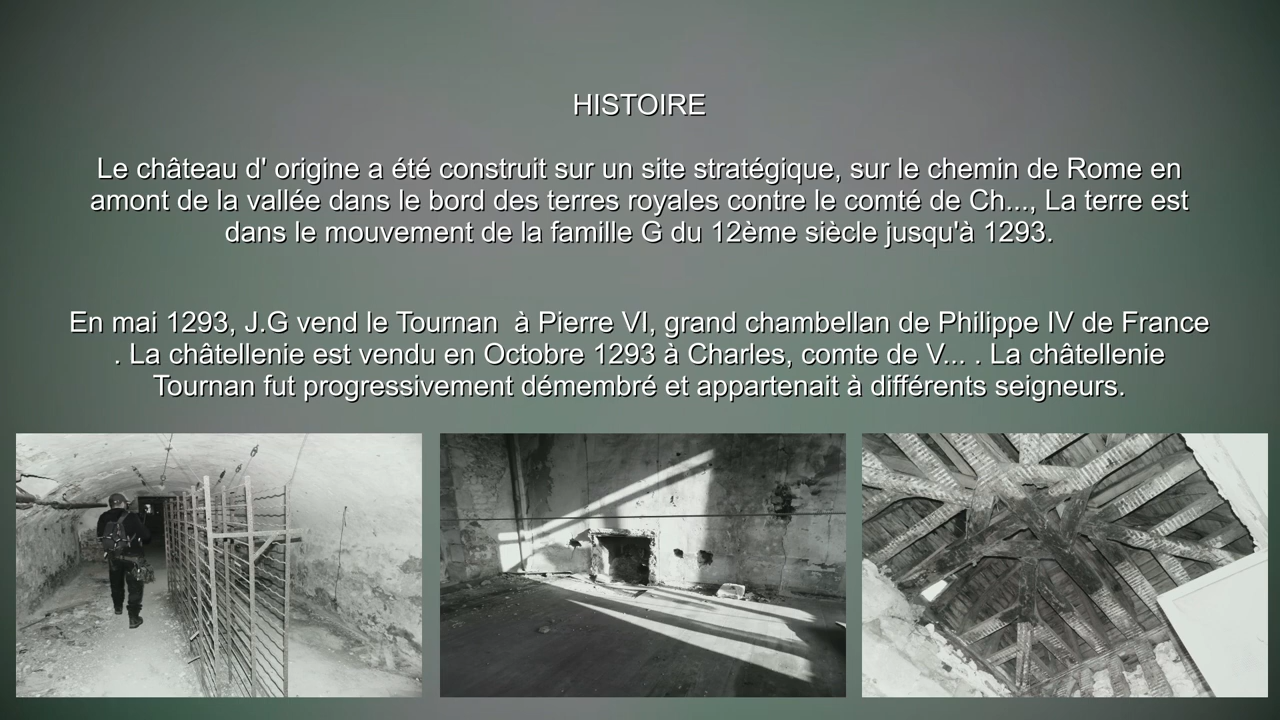 HISTOIRE
Le château d' origine a été construit sur un site stratégique, sur le chemin de Rome en
amont de la vallée dans le bord des terres royales contre le comté de Ch..., La terre est
dans le mouvement de la famille G du 12ème siècle jusqu'à 1293.
En mai 1293, J.G vend le Tournan  à Pierre VI, grand chambellan de Philippe IV de France
. La châtellenie est vendu en Octobre 1293 à Charles, comte de V... . La châtellenie
Tournan fut progressivement démembré et appartenait à différents seigneurs.